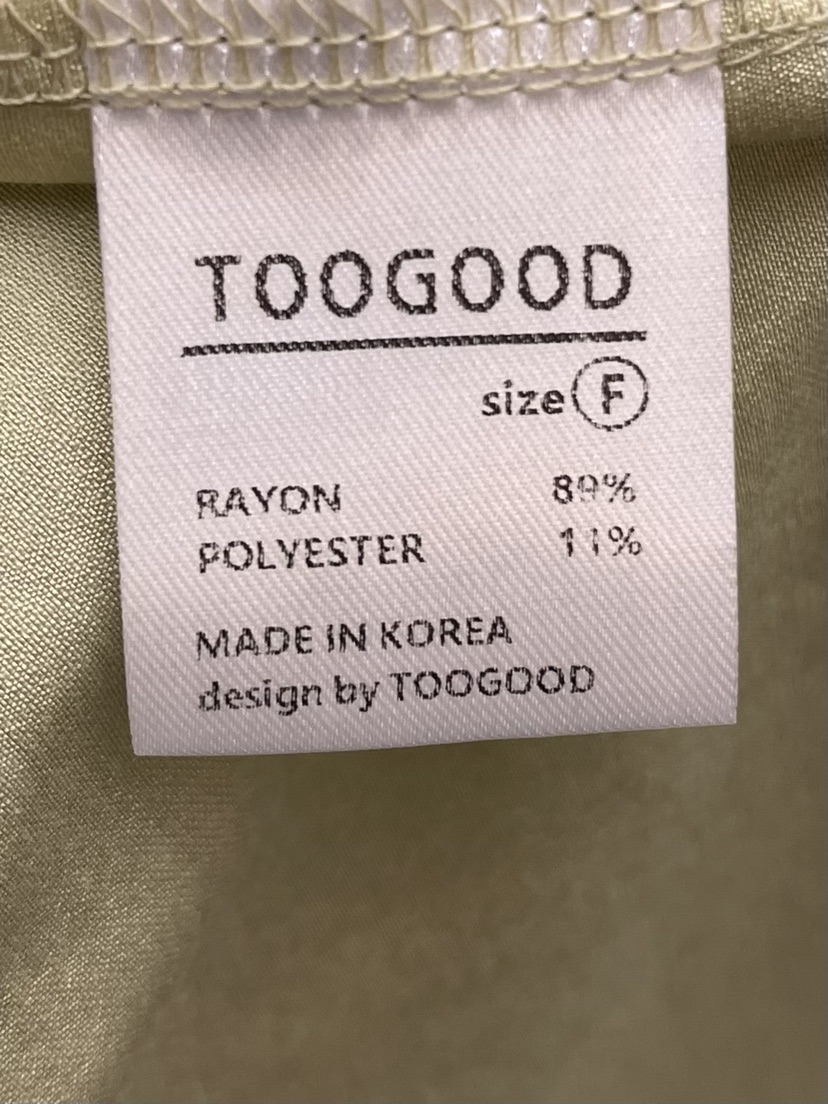 TOOGOOD
size F
RAYON 89%
POLYESTER 11%
MADE IN KOREA
design by TOOGOOD